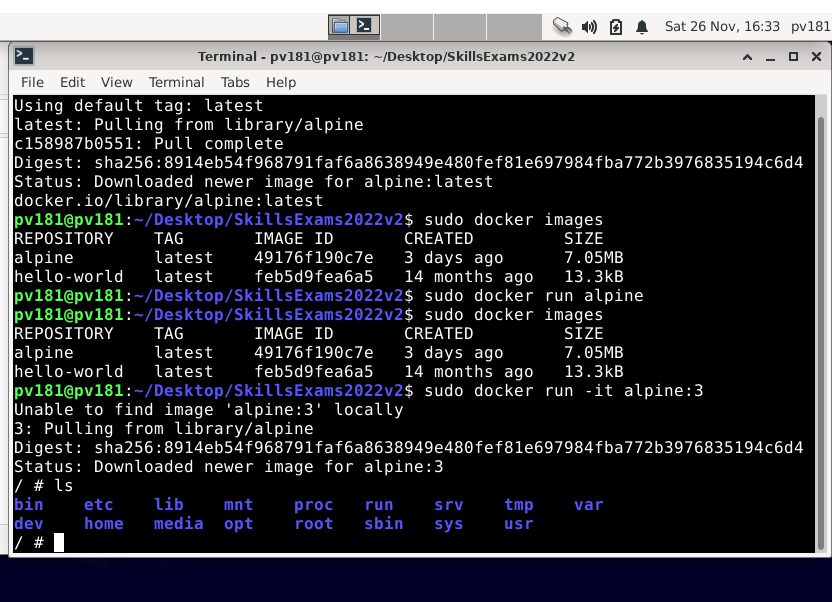 Sat 26 Nov, 16:33 pv181
Terminal - pv181@pv181: ~/Desktop/SkillsExams2022v2
File Edit View Terminal Tabs Help
Using default tag: latest
latest: Pulling from library/alpine
c158987b0551: Pull complete
Digest: sha256:8914eb54f968791faf6a8638949e480fef81e697984fba772b3976835194c6d4
Status: Downloaded newer image for alpine:latest
docker.io/library/alpine:latest
pv181@pv181:~/Desktop/SkillsExams2022v2$ sudo docker images
REPOSITORY    TAG       IMAGE ID       CREATED         SIZE
alpine        latest    49176f190c7e   3 days ago      7.05MB
hello-world   latest    feb5d9fea6a5   14 months ago   13.3kB
pv181@pv181:~/Desktop/SkillsExams2022v2$ sudo docker run alpine
pv181@pv181:~/Desktop/SkillsExams2022v2$ sudo docker images
REPOSITORY    TAG       IMAGE ID       CREATED         SIZE
alpine        latest    49176f190c7e   3 days ago      7.05MB
hello-world   latest    feb5d9fea6a5   14 months ago   13.3kB
pv181@pv181:~/Desktop/SkillsExams2022v2$ sudo docker run -it alpine:3
Unable to find image 'alpine:3' locally
3: Pulling from library/alpine
Digest: sha256:8914eb54f968791faf6a8638949e480fef81e697984fba772b3976835194c6d4
Status: Downloaded newer image for alpine:3
/ # ls
bin    etc    lib    mnt    proc   run    srv    tmp    var
dev    home   media  opt    root   sbin   sys    usr
/ #